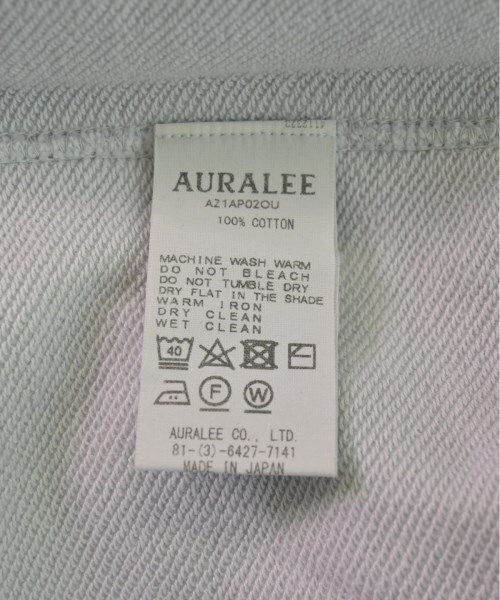 AURALEE
A21AP02OU
100% COTTON
MACHINE WASH WARM
DO NOT BLEACH
DO NOT TUMBLE DRY
DRY FLAT IN THE SHADE
WARM IRON
DRY CLEAN
WET CLEAN
40
F
W
AURALEE CO., LTD.
81-(3)-6427-7141
MADE IN JAPAN